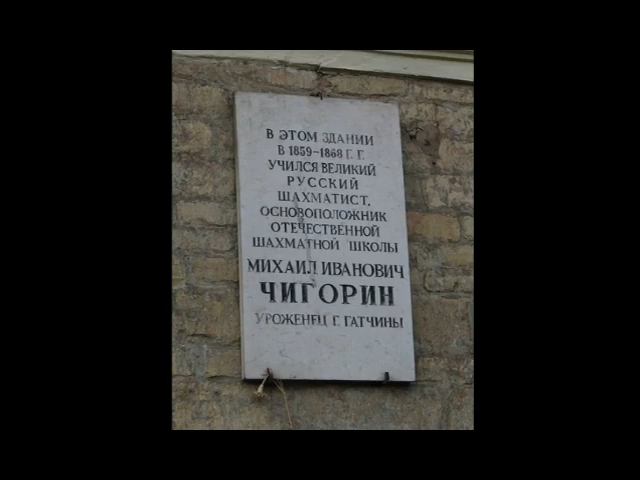 В ЭТОМ ЗДАНИИ
В 1859–1868 Г. Г.
УЧИЛСЯ ВЕЛИКИЙ
РУССКИЙ
ШАХМАТИСТ,
ОСНОВОПОЛОЖНИК
ОТЕЧЕСТВЕННОЙ
ШАХМАТНОЙ ШКОЛЫ
МИХАИЛ ИВАНОВИЧ
ЧИГОРИН
УРОЖЕНЕЦ Г. ГАТЧИНЫ